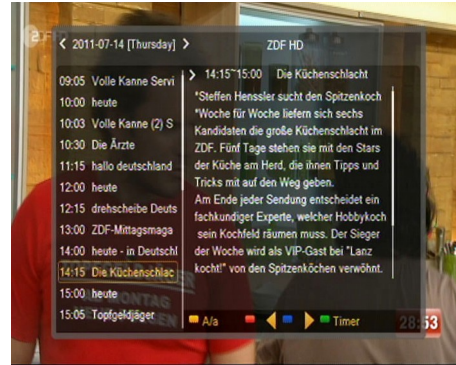 ZDF
< 2011-07-14 [Thursday] >
ZDF HD
09:05 Volle Kanne Servi
10:00 heute
10:03 Volle Kanne (2) S
10:30 Die Ärzte
11:15 hallo deutschland
12:00 heute
12:15 drehscheibe Deuts
13:00 ZDF-Mittagsmaga
14:00 heute - in Deutschl
14:15 Die Küchenschlac
15:00 heute
15:05 Topfgeldjäger
> 14:15~15:00 Die Küchenschlacht
*Steffen Henssler sucht den Spitzenkoch
*Woche für Woche liefern sich sechs
Kandidaten die große Küchenschlacht im
ZDF. Fünf Tage stehen sie mit den Stars
der Küche am Herd, die ihnen Tipps und
Tricks mit auf den Weg geben.
Am Ende jeder Sendung entscheidet ein
fachkundiger Experte, welcher Hobbykoch
sein Kochfeld räumen muss. Der Sieger
der Woche wird als VIP-Gast bei "Lanz
kocht!" von den Spitzenköchen verwöhnt.
A/a
Timer
28:53